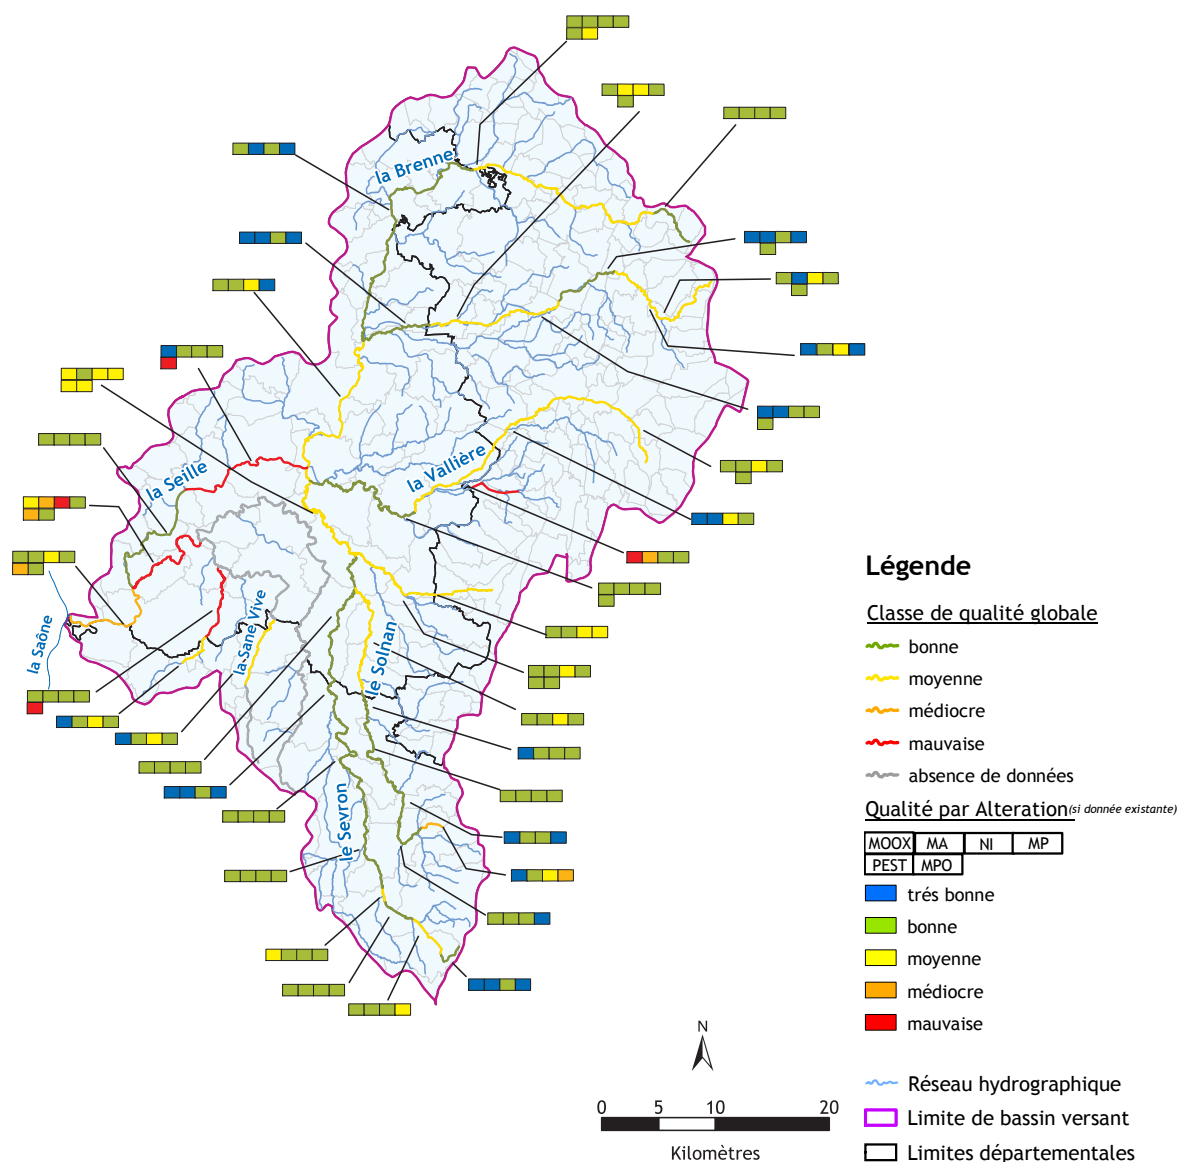 la Brenne
la Vallière
la Seille
la Saône
la Sane Vive
le Solnan
le Sevron
Légende
Classe de qualité globale
bonne
moyenne
médiocre
mauvaise
absence de données
Qualité par Alteration (si donnée existante)
MOOX MA NI MP
PEST MPO
trés bonne
bonne
moyenne
médiocre
mauvaise
Réseau hydrographique
Limite de bassin versant
Limites départementales
N
0 5 10 20
Kilomètres